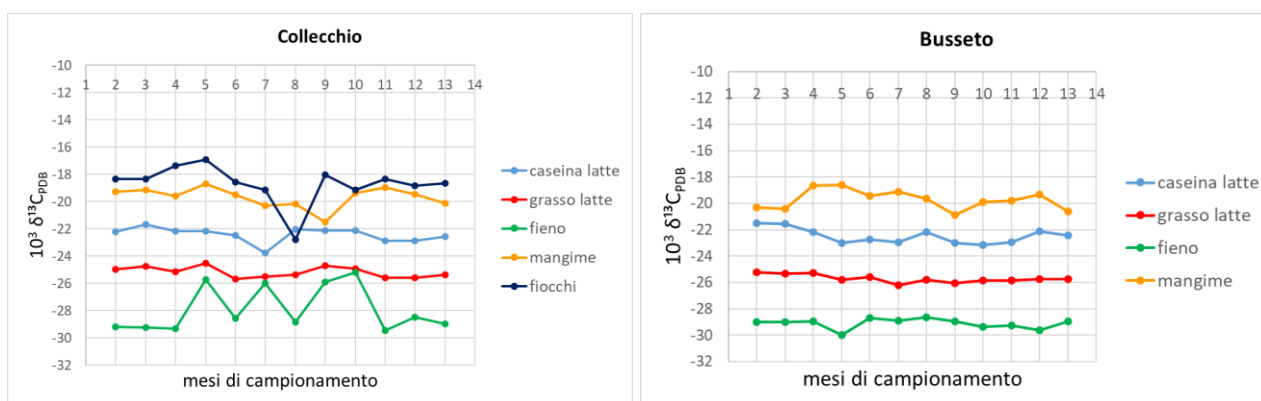 Collecchio
-10
1 2 3 4 5 6 7 8 9 10 11 12 13 14
-12
-14
-16
-18
-20
-22
-24
-26
-28
-30
-32
10³ δ¹³C_PDB
mesi di campionamento
caseina latte
grasso latte
fieno
mangime
fiocchi
Busseto
-10
1 2 3 4 5 6 7 8 9 10 11 12 13 14
-12
-14
-16
-18
-20
-22
-24
-26
-28
-30
-32
10³ δ¹³C_PDB
mesi di campionamento
caseina latte
grasso latte
fieno
mangime